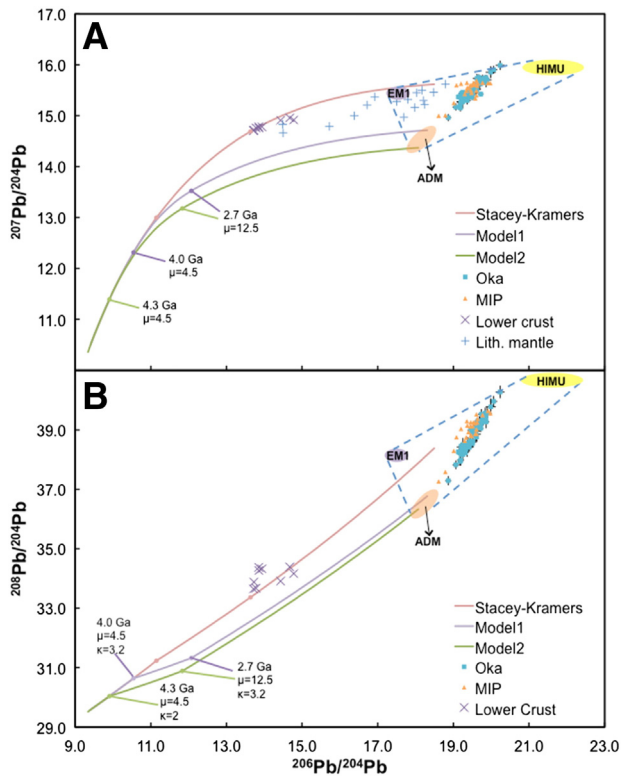 17.0
A
16.0
HIMU
EM1
15.0
14.0
ADM
²⁰⁷Pb/²⁰⁴Pb
13.0
2.7 Ga
μ=12.5
12.0
4.0 Ga
μ=4.5
4.3 Ga
μ=4.5
11.0
Stacey-Kramers
Model1
Model2
Oka
MIP
Lower crust
Lith. mantle
B
HIMU
39.0
EM1
37.0
ADM
35.0
²⁰⁸Pb/²⁰⁴Pb
33.0
4.0 Ga
μ=4.5
κ=3.2
31.0
2.7 Ga
μ=12.5
κ=3.2
4.3 Ga
μ=4.5
κ=2
29.0
Stacey-Kramers
Model1
Model2
Oka
MIP
Lower Crust
9.0 11.0 13.0 15.0 17.0 19.0 21.0 23.0
²⁰⁶Pb/²⁰⁴Pb